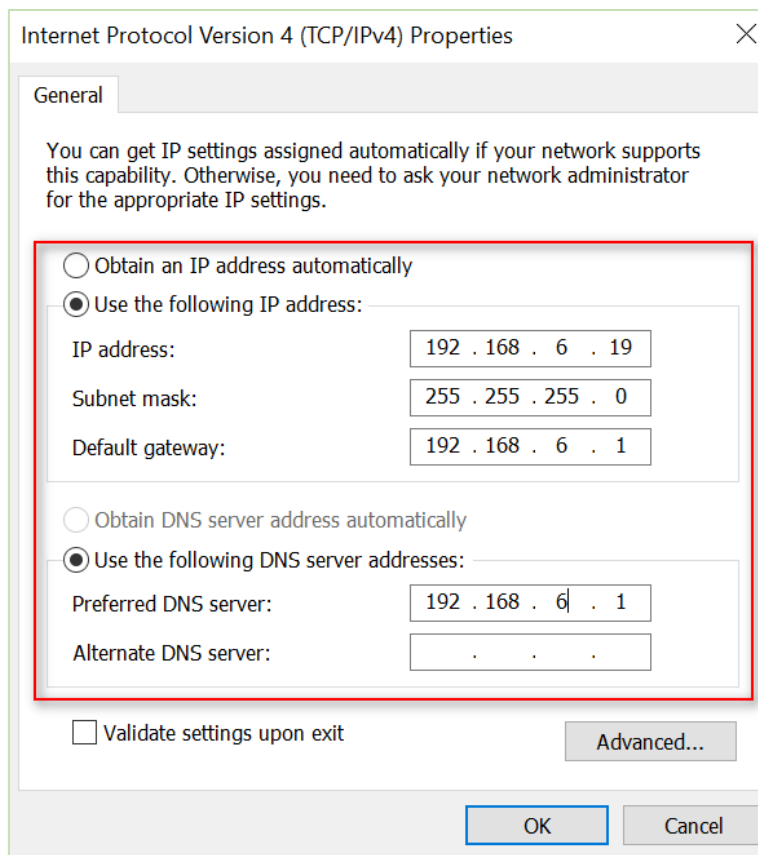 Internet Protocol Version 4 (TCP/IPv4) Properties
General
You can get IP settings assigned automatically if your network supports
this capability. Otherwise, you need to ask your network administrator
for the appropriate IP settings.
Obtain an IP address automatically
Use the following IP address:
IP address: 192 . 168 . 6 . 19
Subnet mask: 255 . 255 . 255 . 0
Default gateway: 192 . 168 . 6 . 1
Obtain DNS server address automatically
Use the following DNS server addresses:
Preferred DNS server: 192 . 168 . 6 . 1
Alternate DNS server: . . .
Validate settings upon exit
Advanced...
OK Cancel